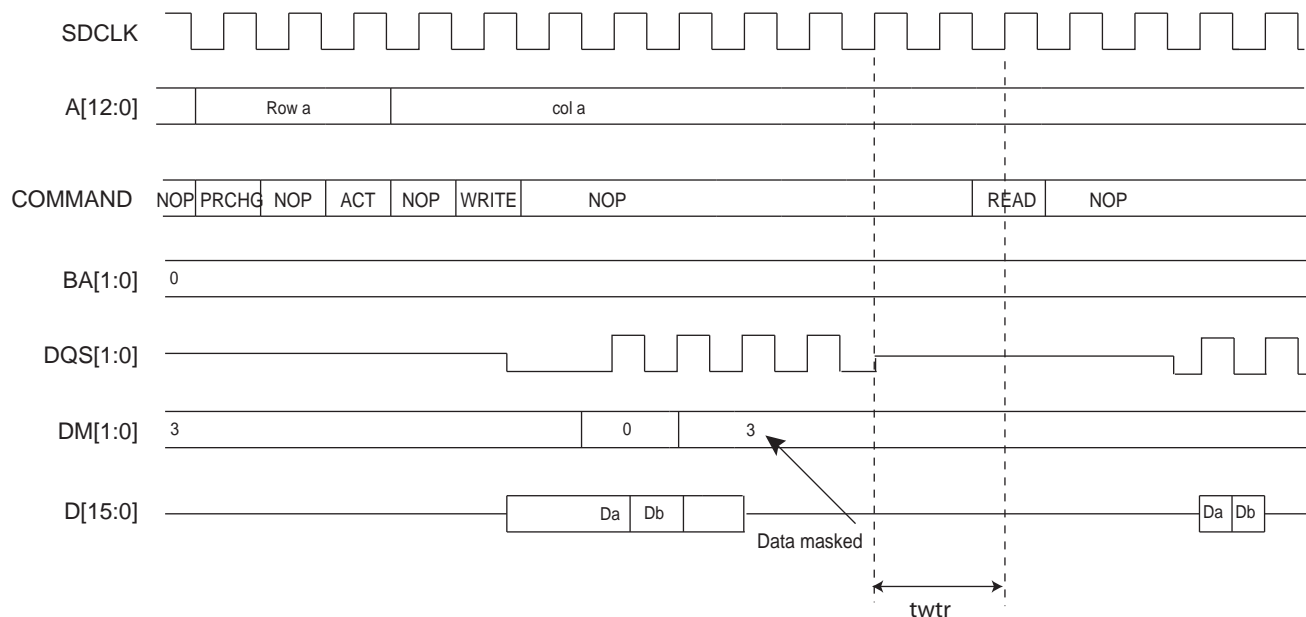 SDCLK
A[12:0] Row a col a
COMMAND NOP PRCHG NOP ACT NOP WRITE NOP READ NOP
BA[1:0] 0
DQS[1:0]
DM[1:0] 3 0 3
D[15:0] Da Db Da Db
Data masked
twtr